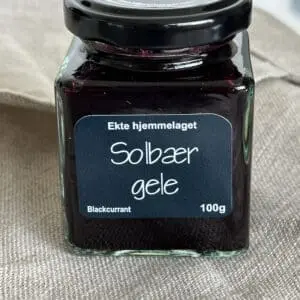 Ekte hjemmelaget
Solbær
gele
Blackcurrant 100g